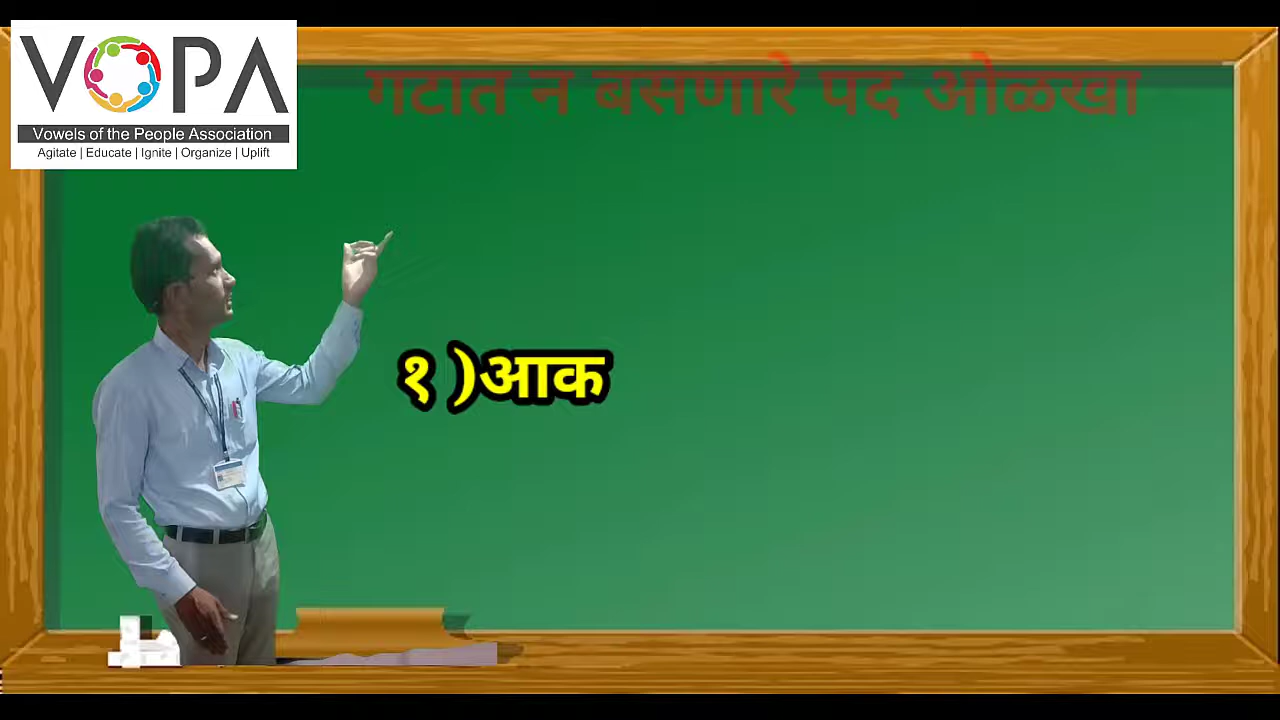 VOPA
Vowels of the People Association
Agitate | Educate | Ignite | Organize | Uplift
गटात न बसणारे पद ओळखा
१ )आक